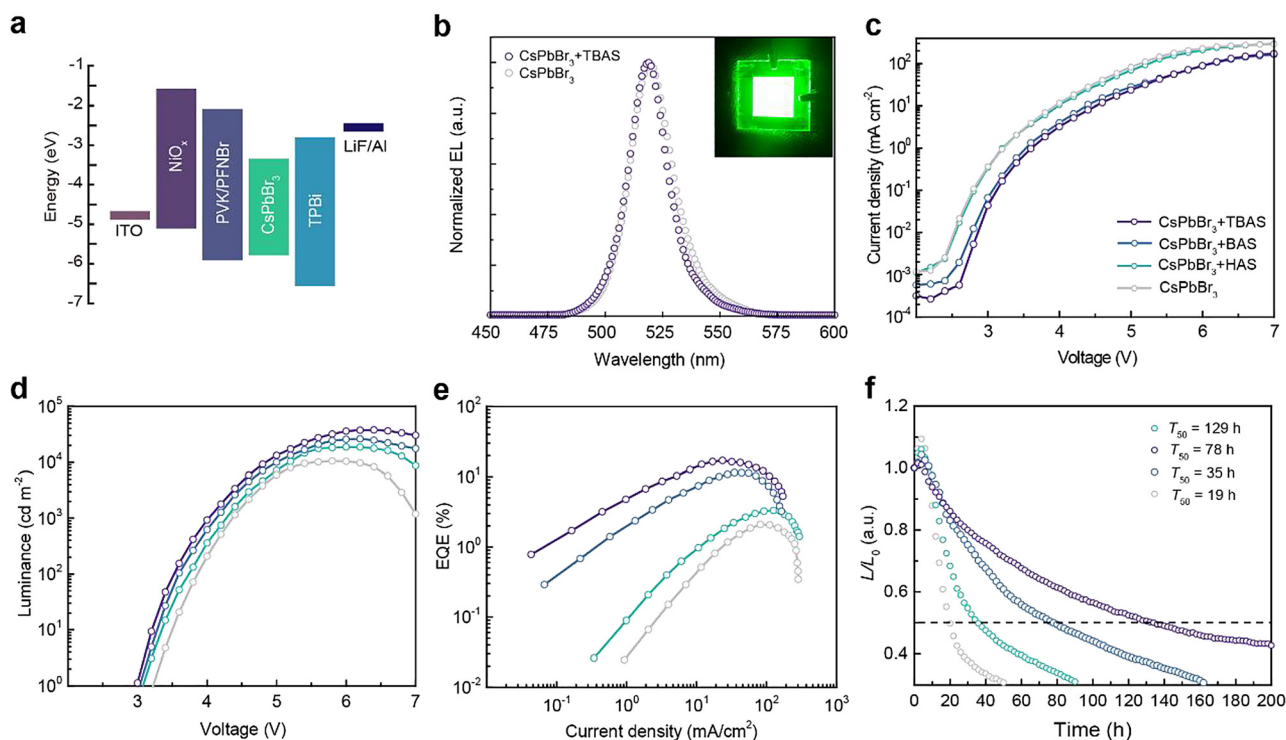 a
-1
-2
-3
-4
-5
-6
-7
Energy (eV)
ITO
NiOx
PVK/PFNBr
CsPbBr3
TPBi
LiF/Al
b
CsPbBr3+TBAS
CsPbBr3
Normalized EL (a.u.)
450 475 500 525 550 575 600
Wavelength (nm)
c
10^2
10^1
10^0
10^-1
10^-2
10^-3
10^-4
Current density (mA cm^-2)
CsPbBr3+TBAS
CsPbBr3+BAS
CsPbBr3+HAS
CsPbBr3
3 4 5 6 7
Voltage (V)
d
10^5
10^4
10^3
10^2
10^1
10^0
Luminance (cd m^-2)
3 4 5 6 7
Voltage (V)
e
10^2
10^1
10^0
10^-1
10^-2
EQE (%)
10^-1 10^0 10^1 10^2 10^3
Current density (mA/cm^2)
f
1.2
1.0
0.8
0.6
0.4
L/L0 (a.u.)
T50 = 129 h
T50 = 78 h
T50 = 35 h
T50 = 19 h
0 20 40 60 80 100 120 140 160 180 200
Time (h)